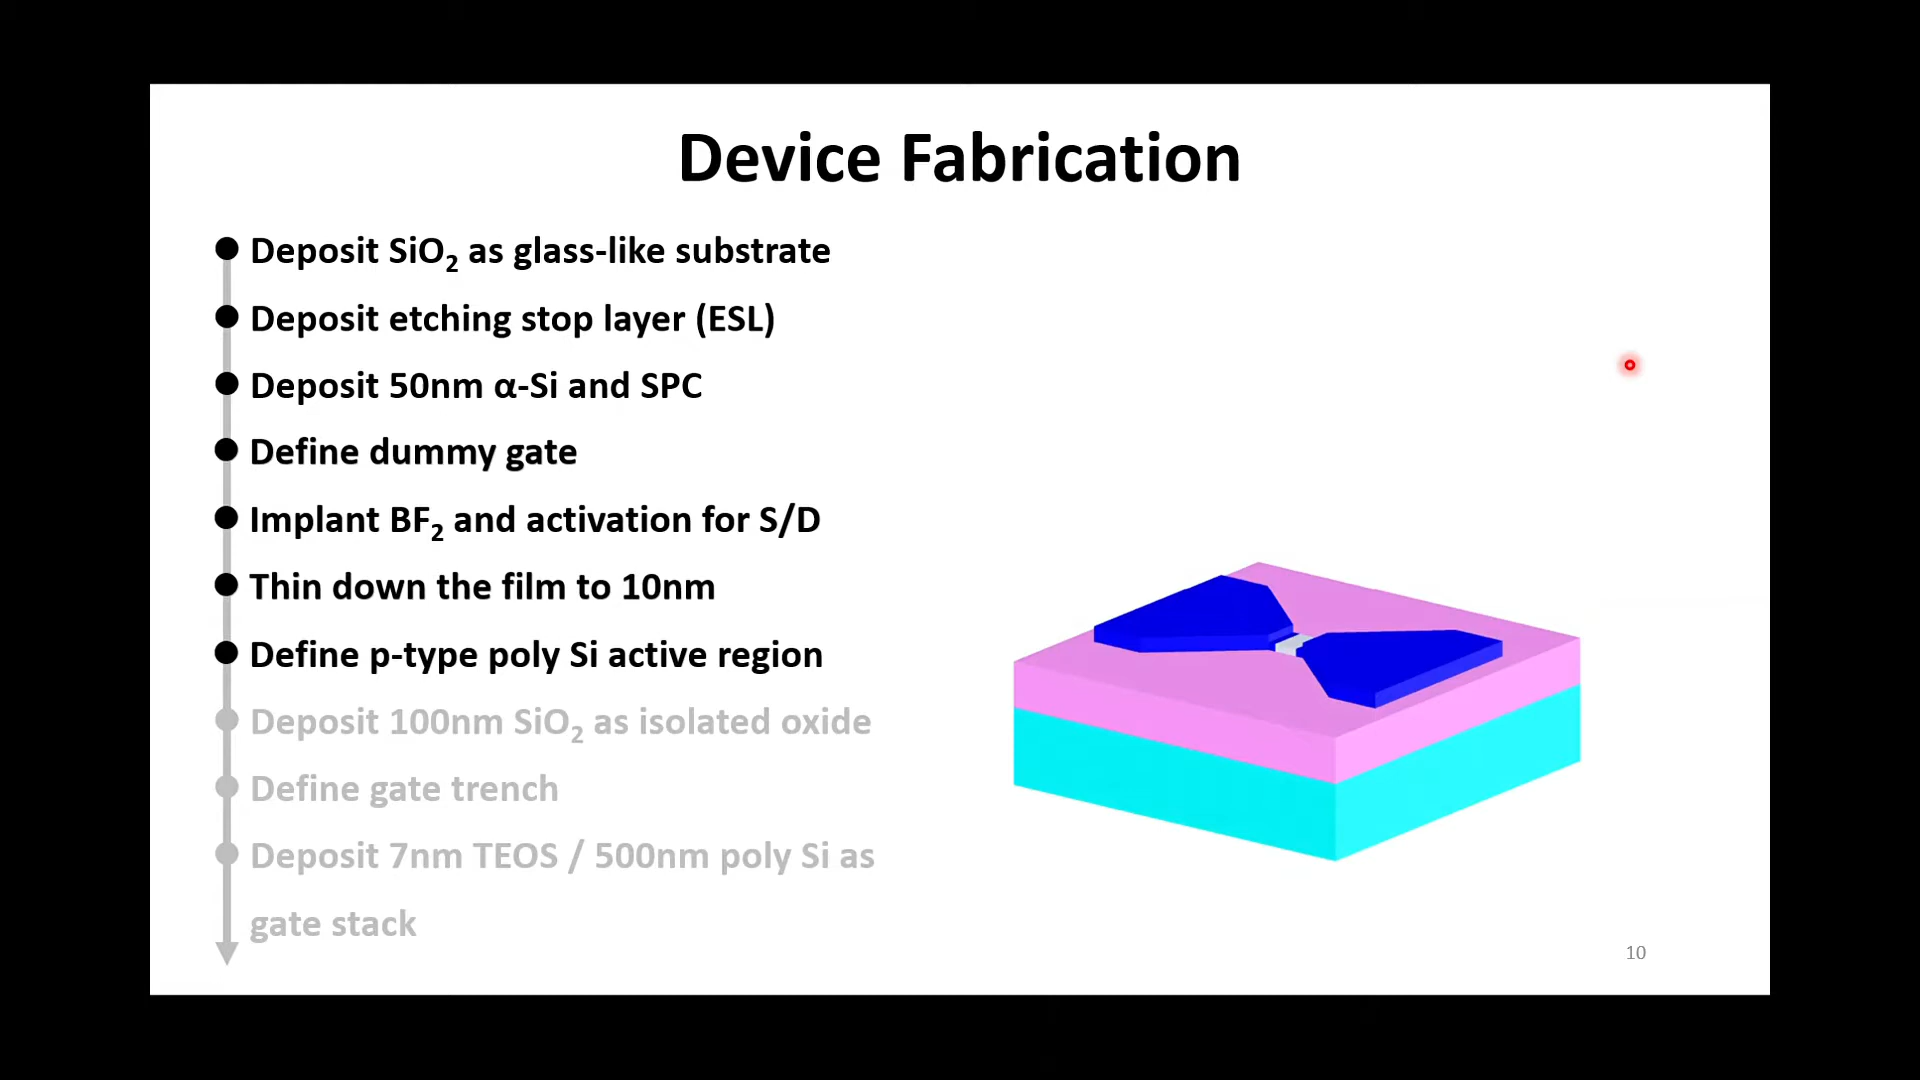 Device Fabrication
Deposit SiO₂ as glass-like substrate
Deposit etching stop layer (ESL)
Deposit 50nm α-Si and SPC
Define dummy gate
Implant BF₂ and activation for S/D
Thin down the film to 10nm
Define p-type poly Si active region
Deposit 100nm SiO₂ as isolated oxide
Define gate trench
Deposit 7nm TEOS / 500nm poly Si as
gate stack
10